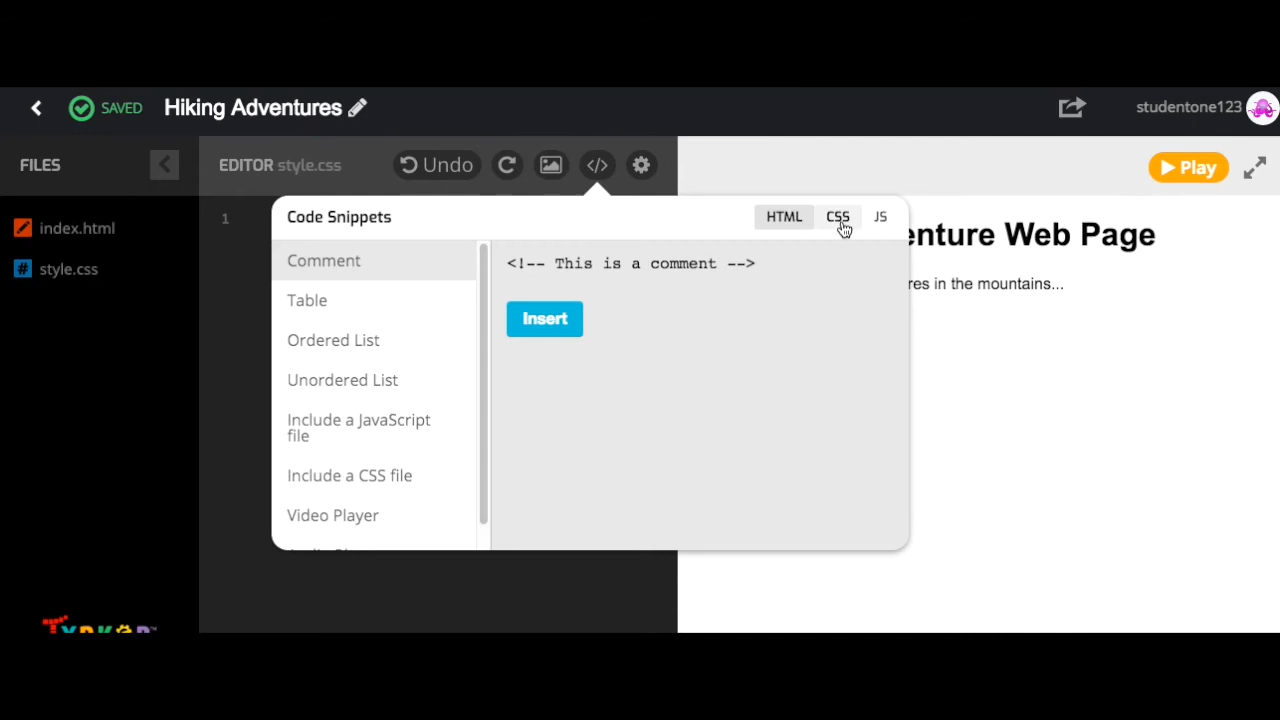 SAVED Hiking Adventures studentone123
FILES EDITOR style.css Undo </> Play
index.html
style.css
1
Code Snippets HTML CSS JS
Comment
Table
Ordered List
Unordered List
Include a JavaScript
file
Include a CSS file
Video Player
<!-- This is a comment -->
Insert
enture Web Page
res in the mountains...